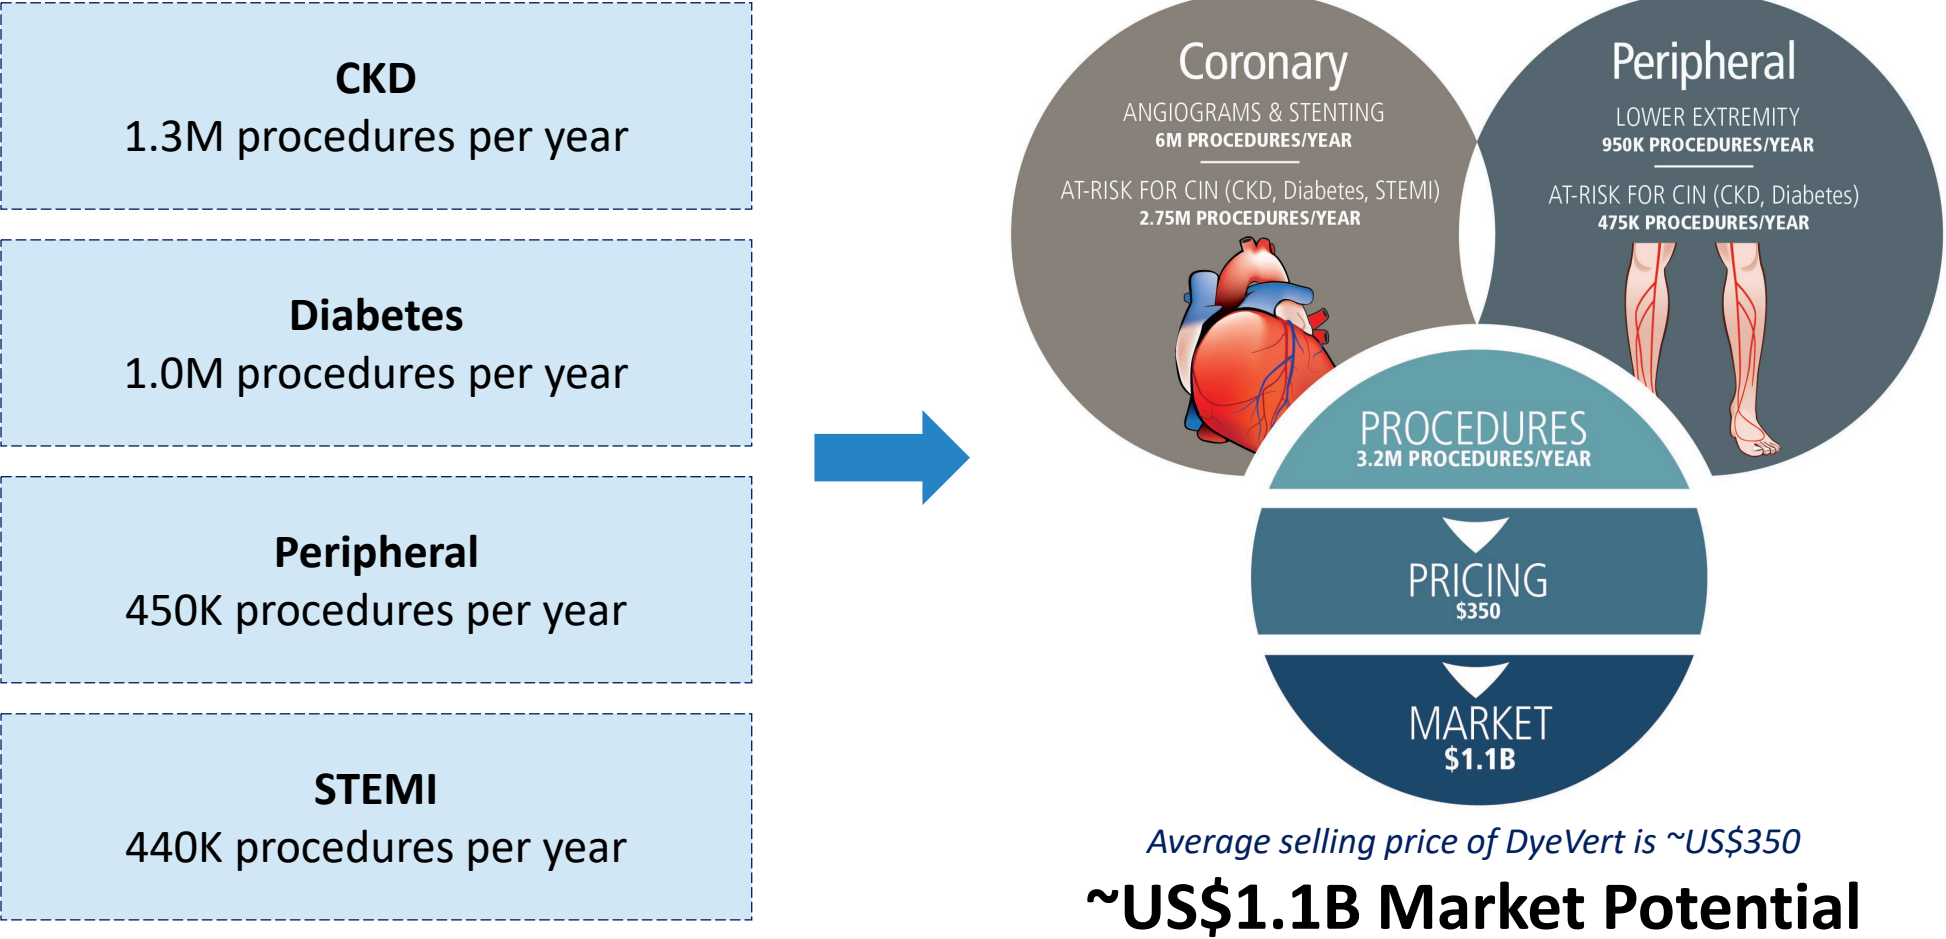 CKD
1.3M procedures per year
Diabetes
1.0M procedures per year
Peripheral
450K procedures per year
STEMI
440K procedures per year
Coronary
ANGIOGRAMS & STENTING
6M PROCEDURES/YEAR
AT-RISK FOR CIN (CKD, Diabetes, STEMI)
2.75M PROCEDURES/YEAR
Peripheral
LOWER EXTREMITY
950K PROCEDURES/YEAR
AT-RISK FOR CIN (CKD, Diabetes)
475K PROCEDURES/YEAR
PROCEDURES
3.2M PROCEDURES/YEAR
PRICING
$350
MARKET
$1.1B
Average selling price of DyeVert is ~US$350
~US$1.1B Market Potential